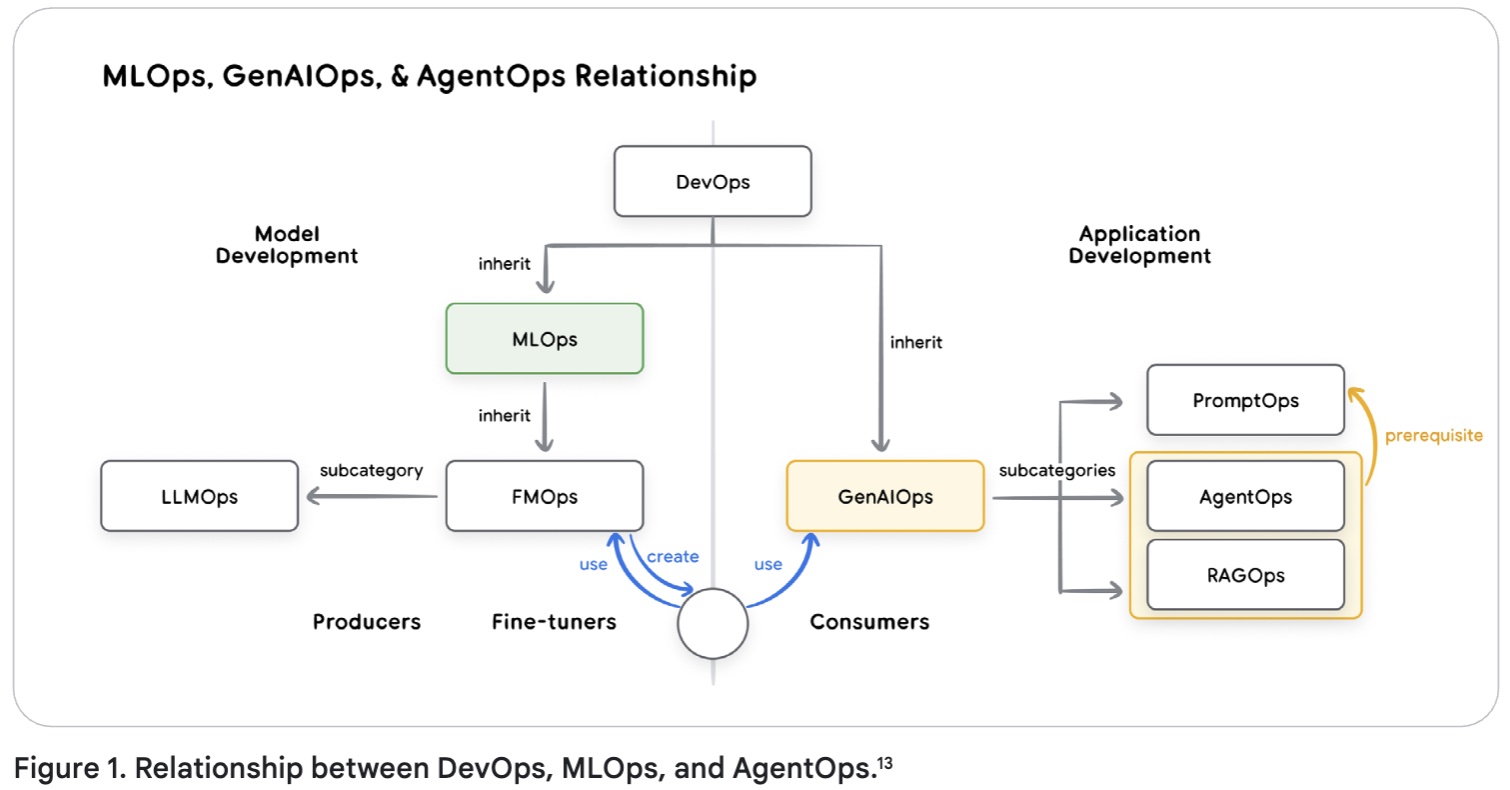 MLOps, GenAIOps, & AgentOps Relationship
DevOps
Model
Development
Application
Development
inherit
MLOps
inherit
inherit
PromptOps
prerequisite
LLMOps
subcategory
FMOps
GenAIOps
subcategories
AgentOps
use
create
use
RAGOps
Producers
Fine-tuners
Consumers
Figure 1. Relationship between DevOps, MLOps, and AgentOps.¹³